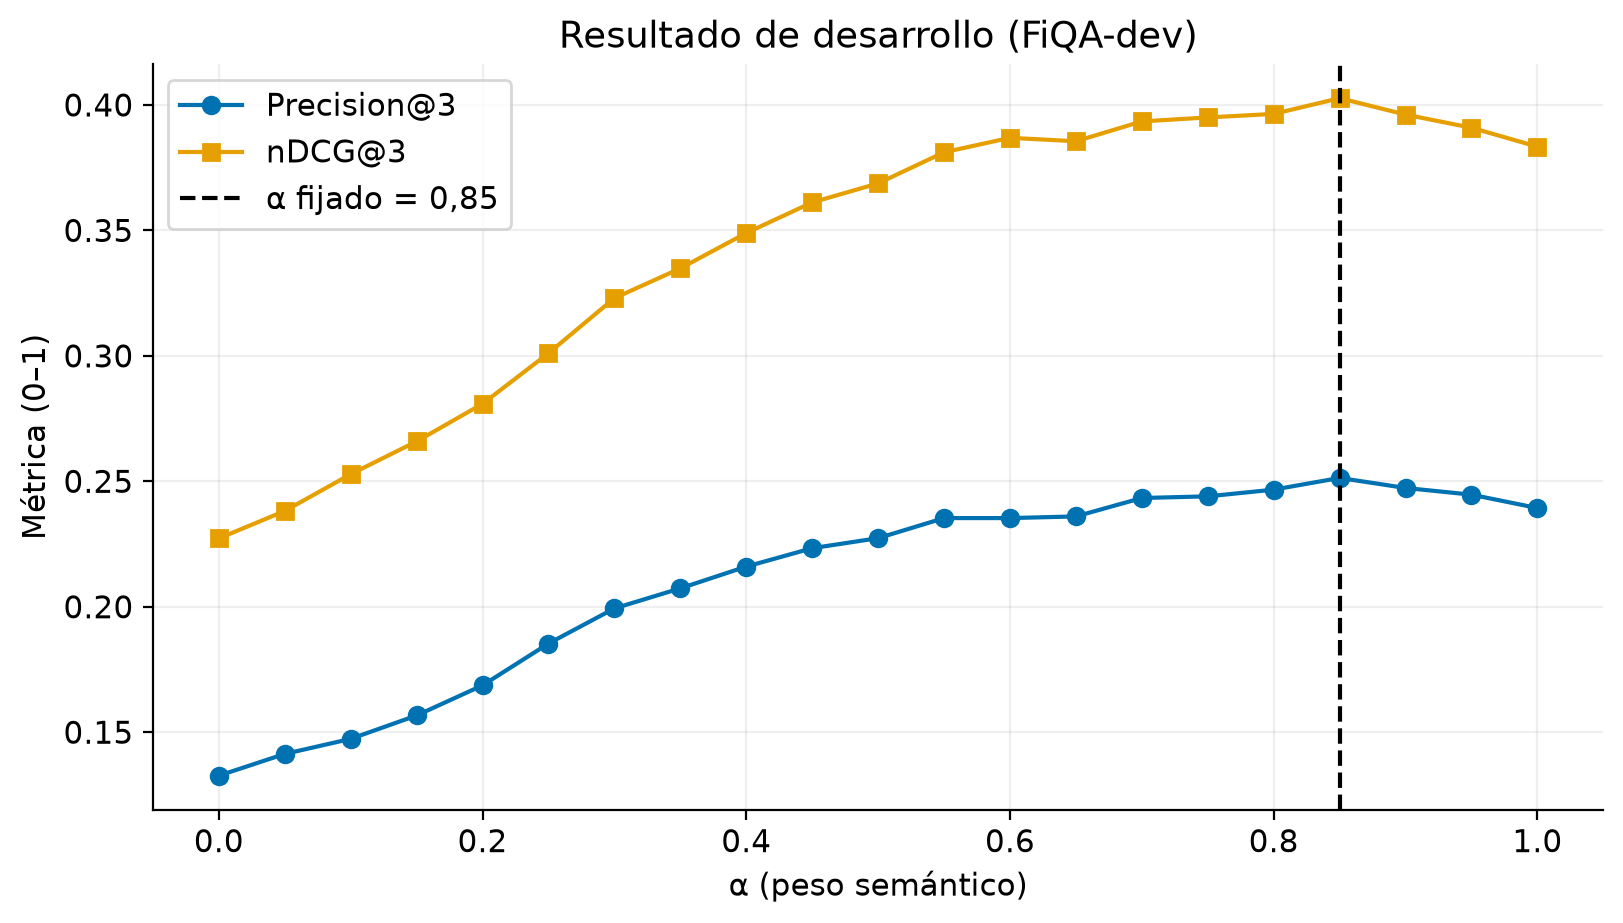 Resultado de desarrollo (FiQA-dev)
Precision@3
nDCG@3
α fijado = 0,85
Métrica (0–1)
0.40
0.35
0.30
0.25
0.20
0.15
0.0 0.2 0.4 0.6 0.8 1.0
α (peso semántico)